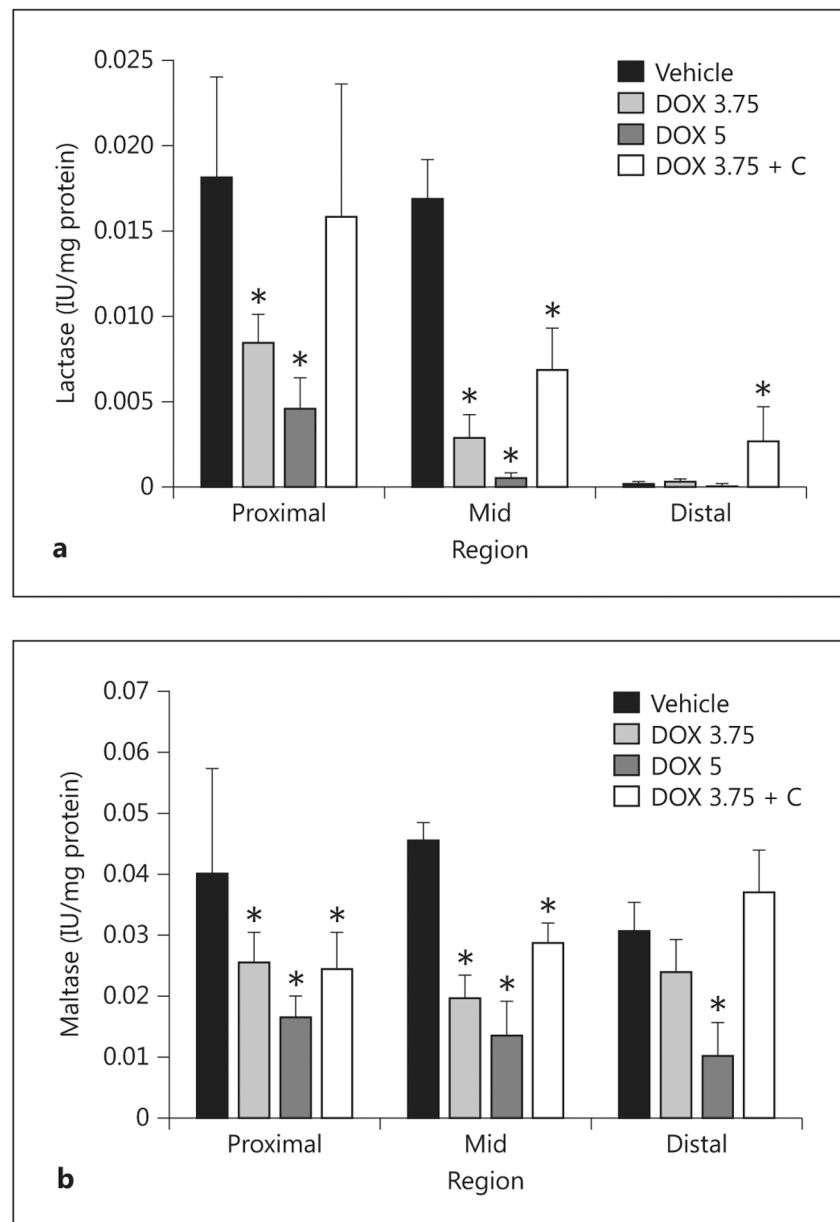 0.025
0.020
0.015
0.010
0.005
0
Lactase (IU/mg protein)
Vehicle
DOX 3.75
DOX 5
DOX 3.75 + C
*
*
*
*
*
*
Proximal Mid Distal
Region
a
0.07
0.06
0.05
0.04
0.03
0.02
0.01
0
Maltase (IU/mg protein)
Vehicle
DOX 3.75
DOX 5
DOX 3.75 + C
*
*
*
*
*
*
*
Proximal Mid Distal
Region
b